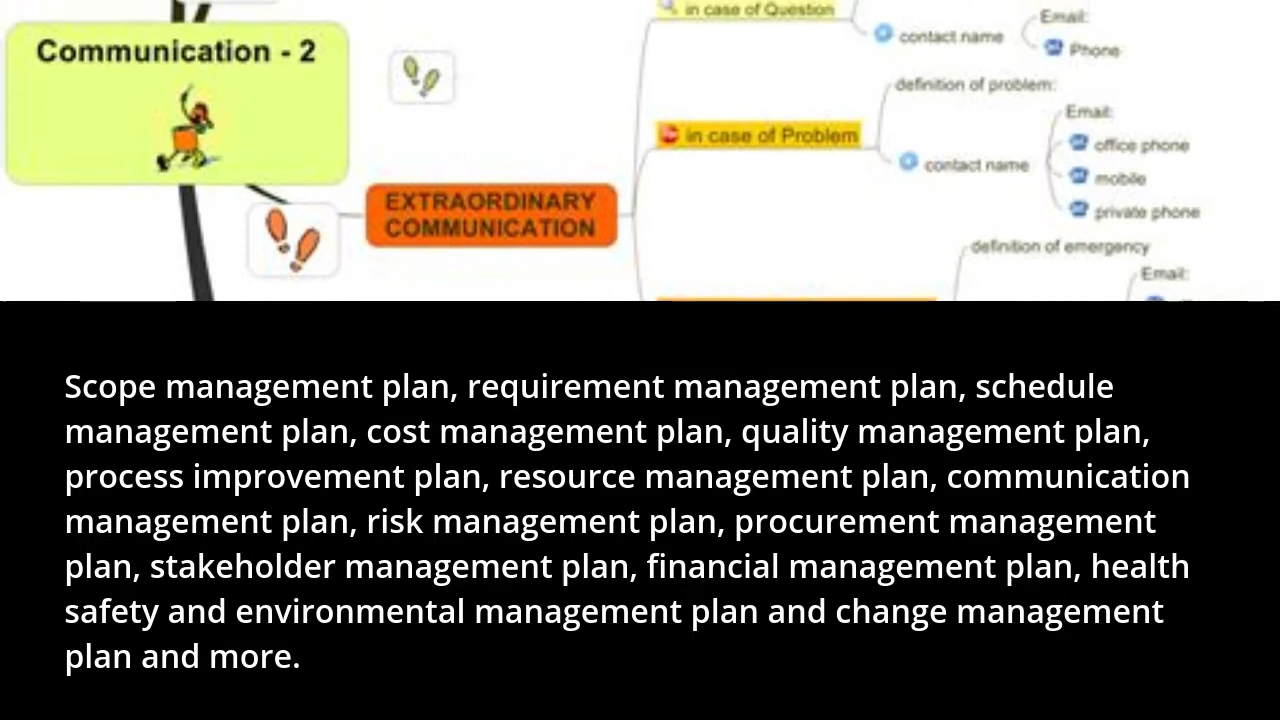 in case of Question
Email:
Communication - 2
contact name
Phone
definition of problem:
Email:
in case of Problem
office phone
contact name
mobile
EXTRAORDINARY
COMMUNICATION
private phone
definition of emergency
Email:
Scope management plan, requirement management plan, schedule
management plan, cost management plan, quality management plan,
process improvement plan, resource management plan, communication
management plan, risk management plan, procurement management
plan, stakeholder management plan, financial management plan, health
safety and environmental management plan and change management
plan and more.